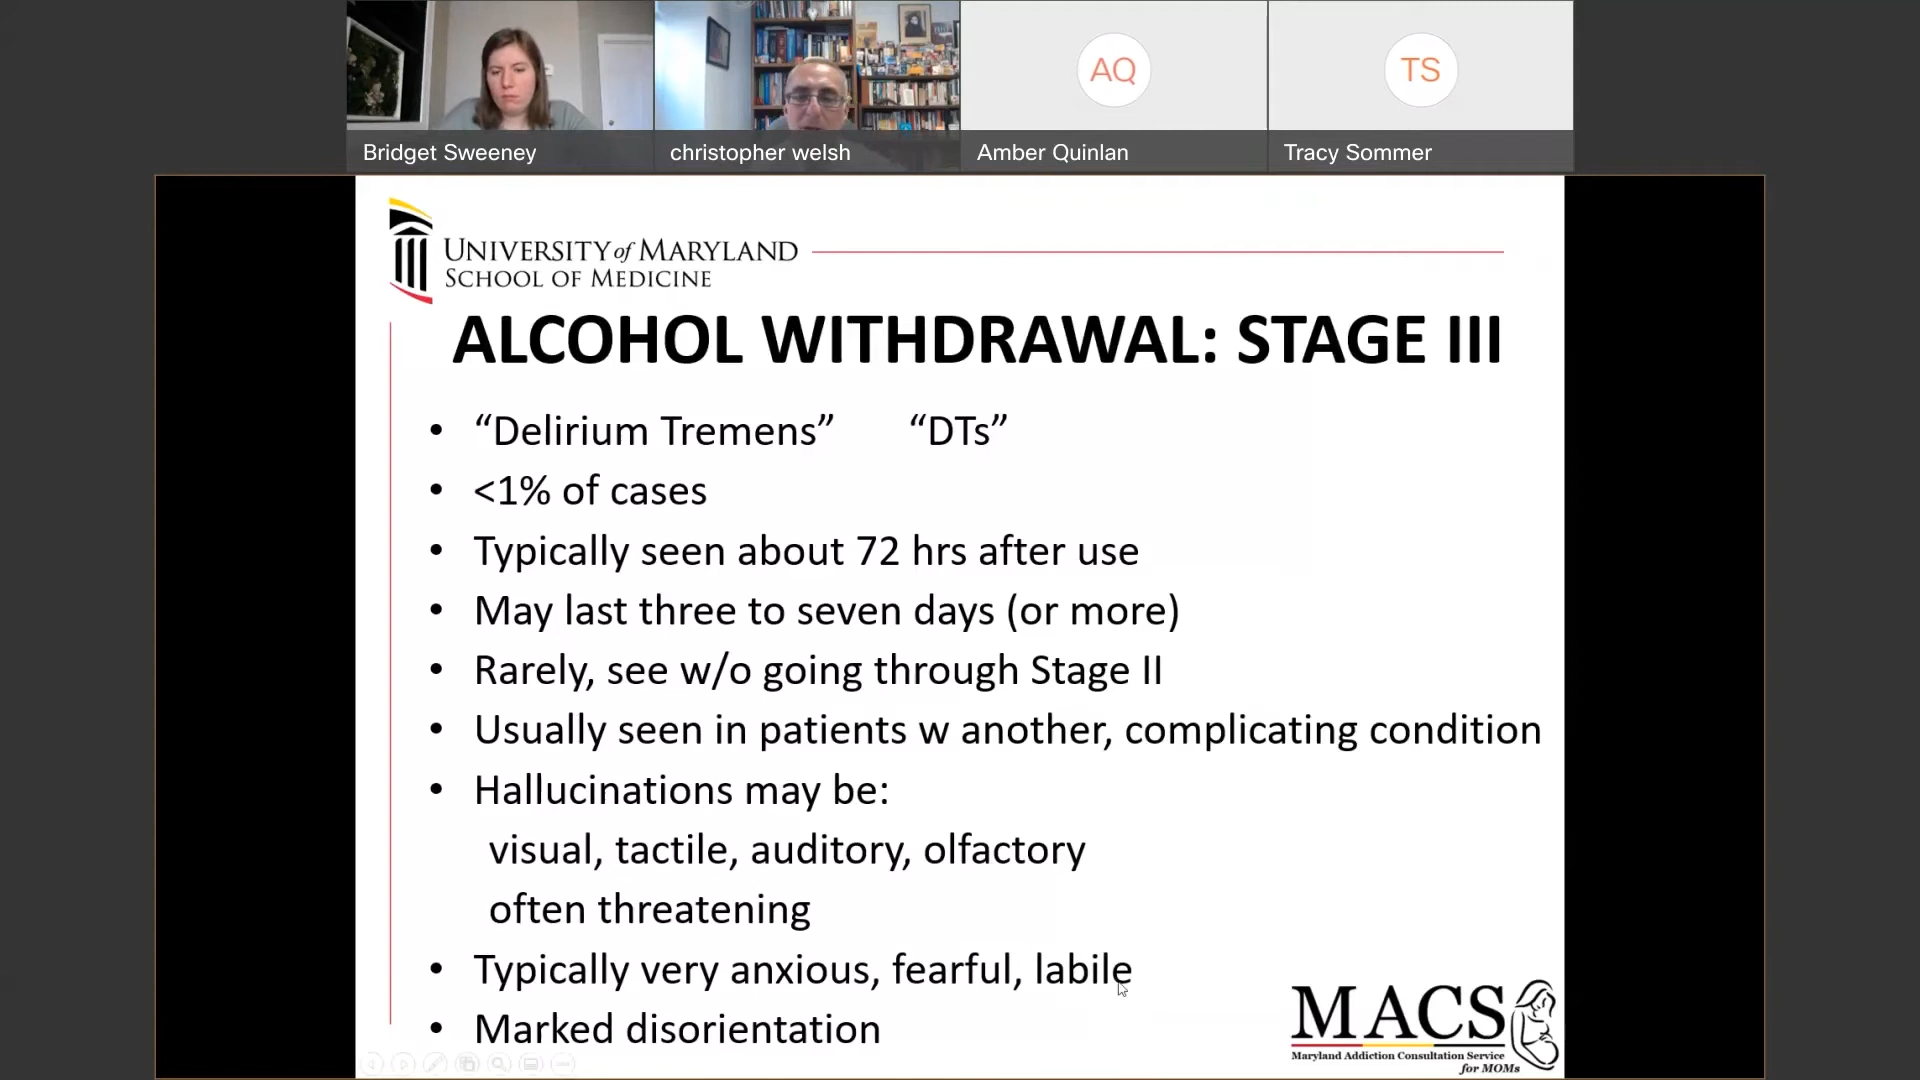 AQ
TS
Bridget Sweeney
christopher welsh
Amber Quinlan
Tracy Sommer
UNIVERSITY of MARYLAND
SCHOOL OF MEDICINE
ALCOHOL WITHDRAWAL: STAGE III
• “Delirium Tremens” “DTs”
• <1% of cases
• Typically seen about 72 hrs after use
• May last three to seven days (or more)
• Rarely, see w/o going through Stage II
• Usually seen in patients w another, complicating condition
• Hallucinations may be:
visual, tactile, auditory, olfactory
often threatening
• Typically very anxious, fearful, labile
• Marked disorientation
MACS
Maryland Addiction Consultation Service
for MOMs